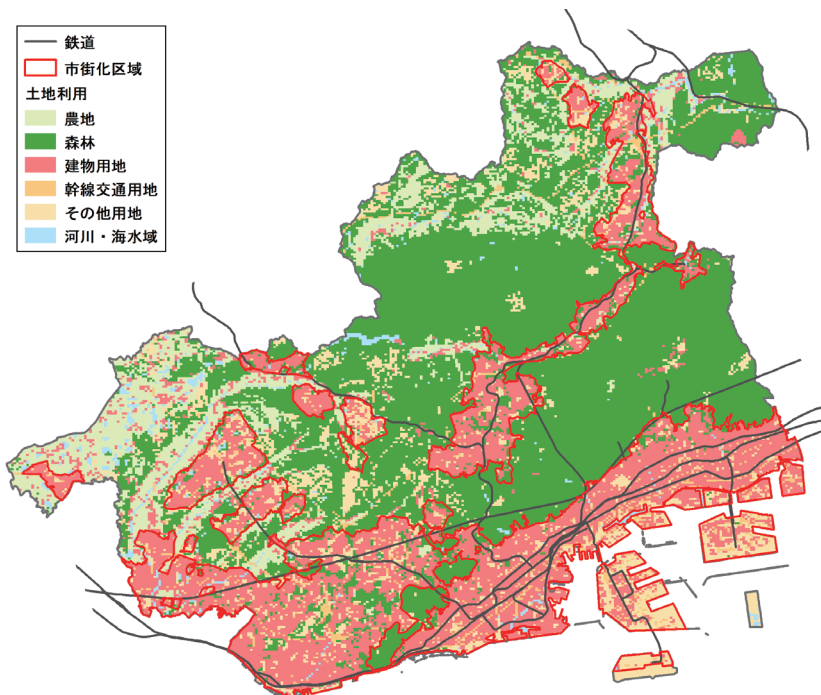 鉄道
市街化区域
土地利用
農地
森林
建物用地
幹線交通用地
その他用地
河川・海水域